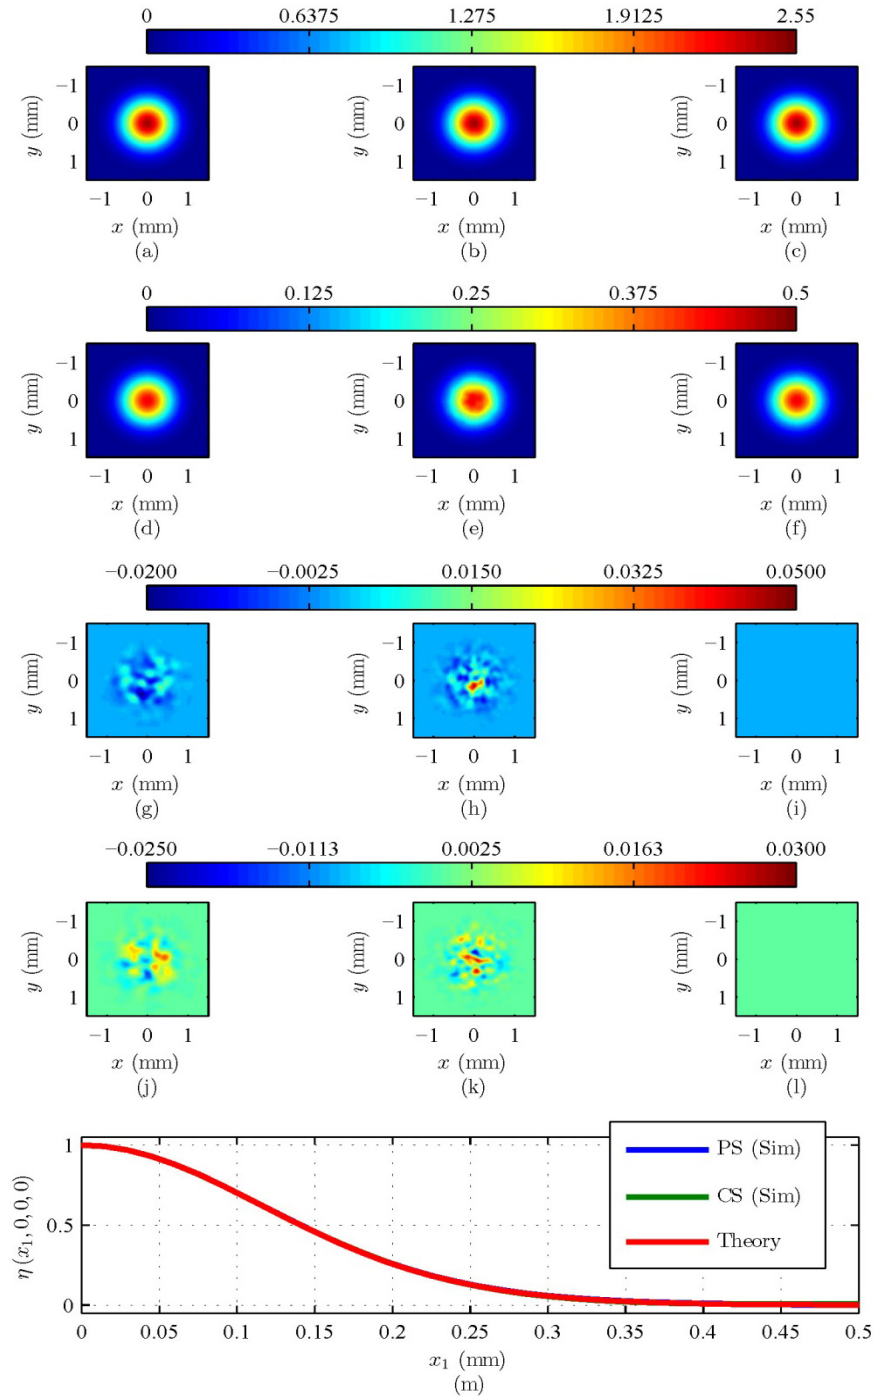 0 0.6375 1.275 1.9125 2.55
−1 −1 −1
y (mm) 0 y (mm) 0 y (mm) 0
1 1 1
−1 0 1 −1 0 1 −1 0 1
x (mm) x (mm) x (mm)
(a) (b) (c)
0 0.125 0.25 0.375 0.5
−1 −1 −1
y (mm) 0 y (mm) 0 y (mm) 0
1 1 1
−1 0 1 −1 0 1 −1 0 1
x (mm) x (mm) x (mm)
(d) (e) (f)
−0.0200 −0.0025 0.0150 0.0325 0.0500
−1 −1 −1
y (mm) 0 y (mm) 0 y (mm) 0
1 1 1
−1 0 1 −1 0 1 −1 0 1
x (mm) x (mm) x (mm)
(g) (h) (i)
−0.0250 −0.0113 0.0025 0.0163 0.0300
−1 −1 −1
y (mm) 0 y (mm) 0 y (mm) 0
1 1 1
−1 0 1 −1 0 1 −1 0 1
x (mm) x (mm) x (mm)
(j) (k) (l)
1
PS (Sim)
η (x₁, 0, 0, 0)
0.5
CS (Sim)
Theory
0
0 0.05 0.1 0.15 0.2 0.25 0.3 0.35 0.4 0.45 0.5
x₁ (mm)
(m)